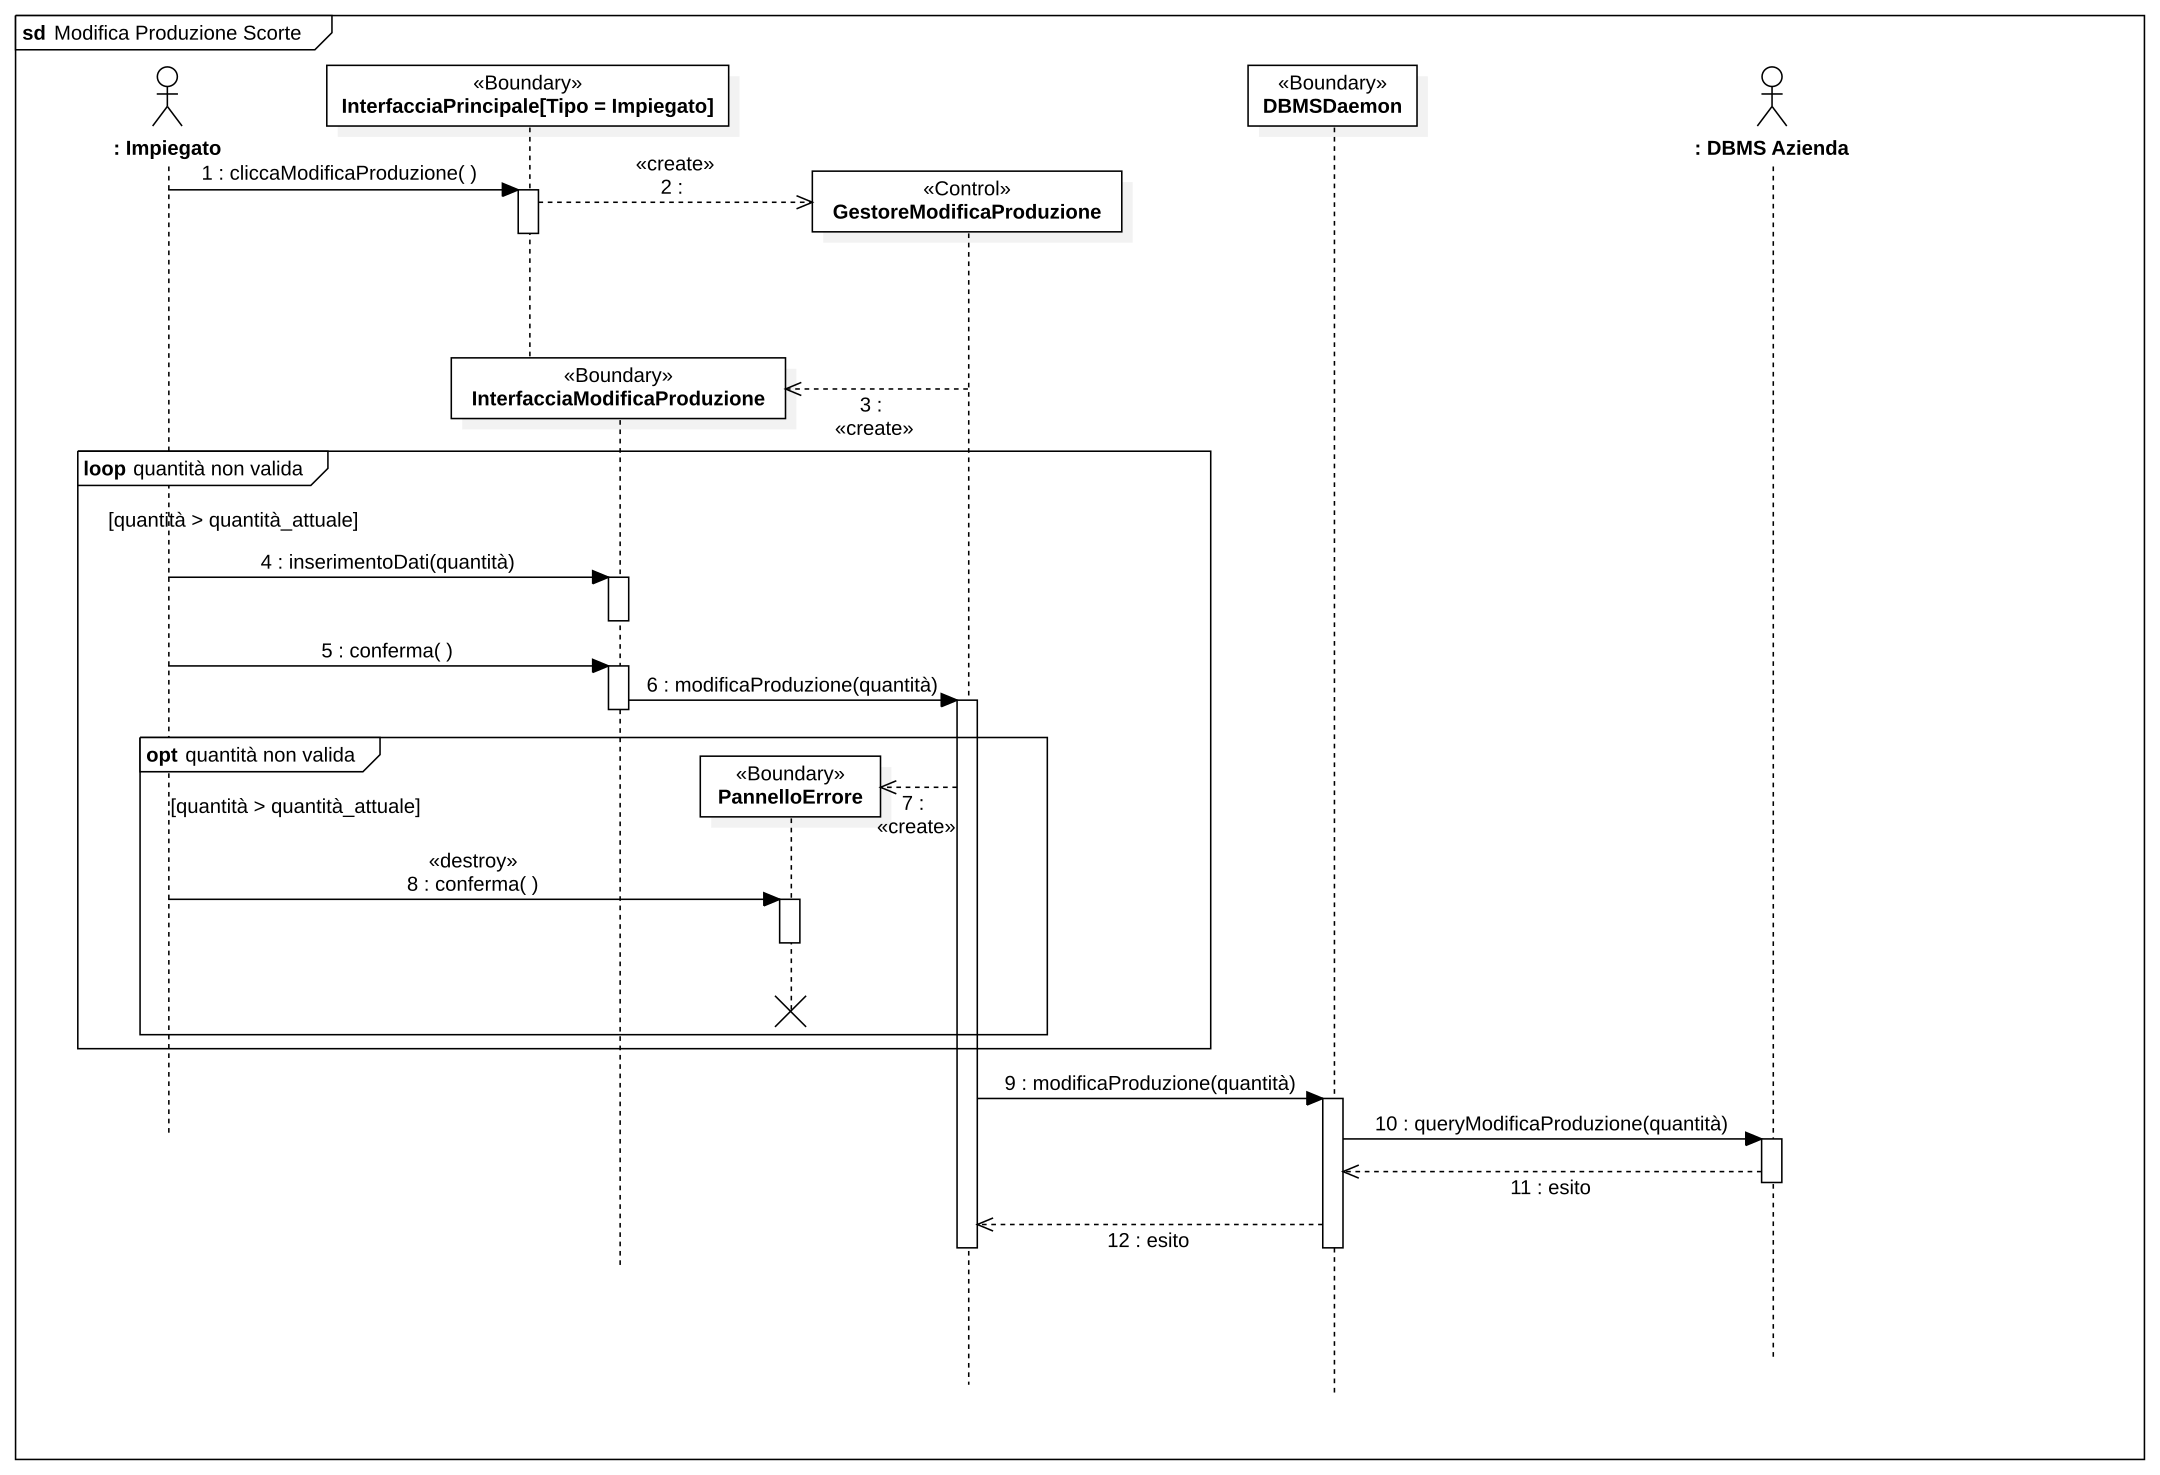 sd Modifica Produzione Scorte
«Boundary»
InterfacciaPrincipale[Tipo = Impiegato]
«Boundary»
DBMSDaemon
: Impiegato
: DBMS Azienda
1 : cliccaModificaProduzione( )
«create»
2 :
«Control»
GestoreModificaProduzione
«Boundary»
InterfacciaModificaProduzione
3 :
«create»
loop quantità non valida
[quantità > quantità_attuale]
4 : inserimentoDati(quantità)
5 : conferma( )
6 : modificaProduzione(quantità)
opt quantità non valida
«Boundary»
PannelloErrore
[quantità > quantità_attuale]
7 :
«create»
«destroy»
8 : conferma( )
9 : modificaProduzione(quantità)
10 : queryModificaProduzione(quantità)
11 : esito
12 : esito